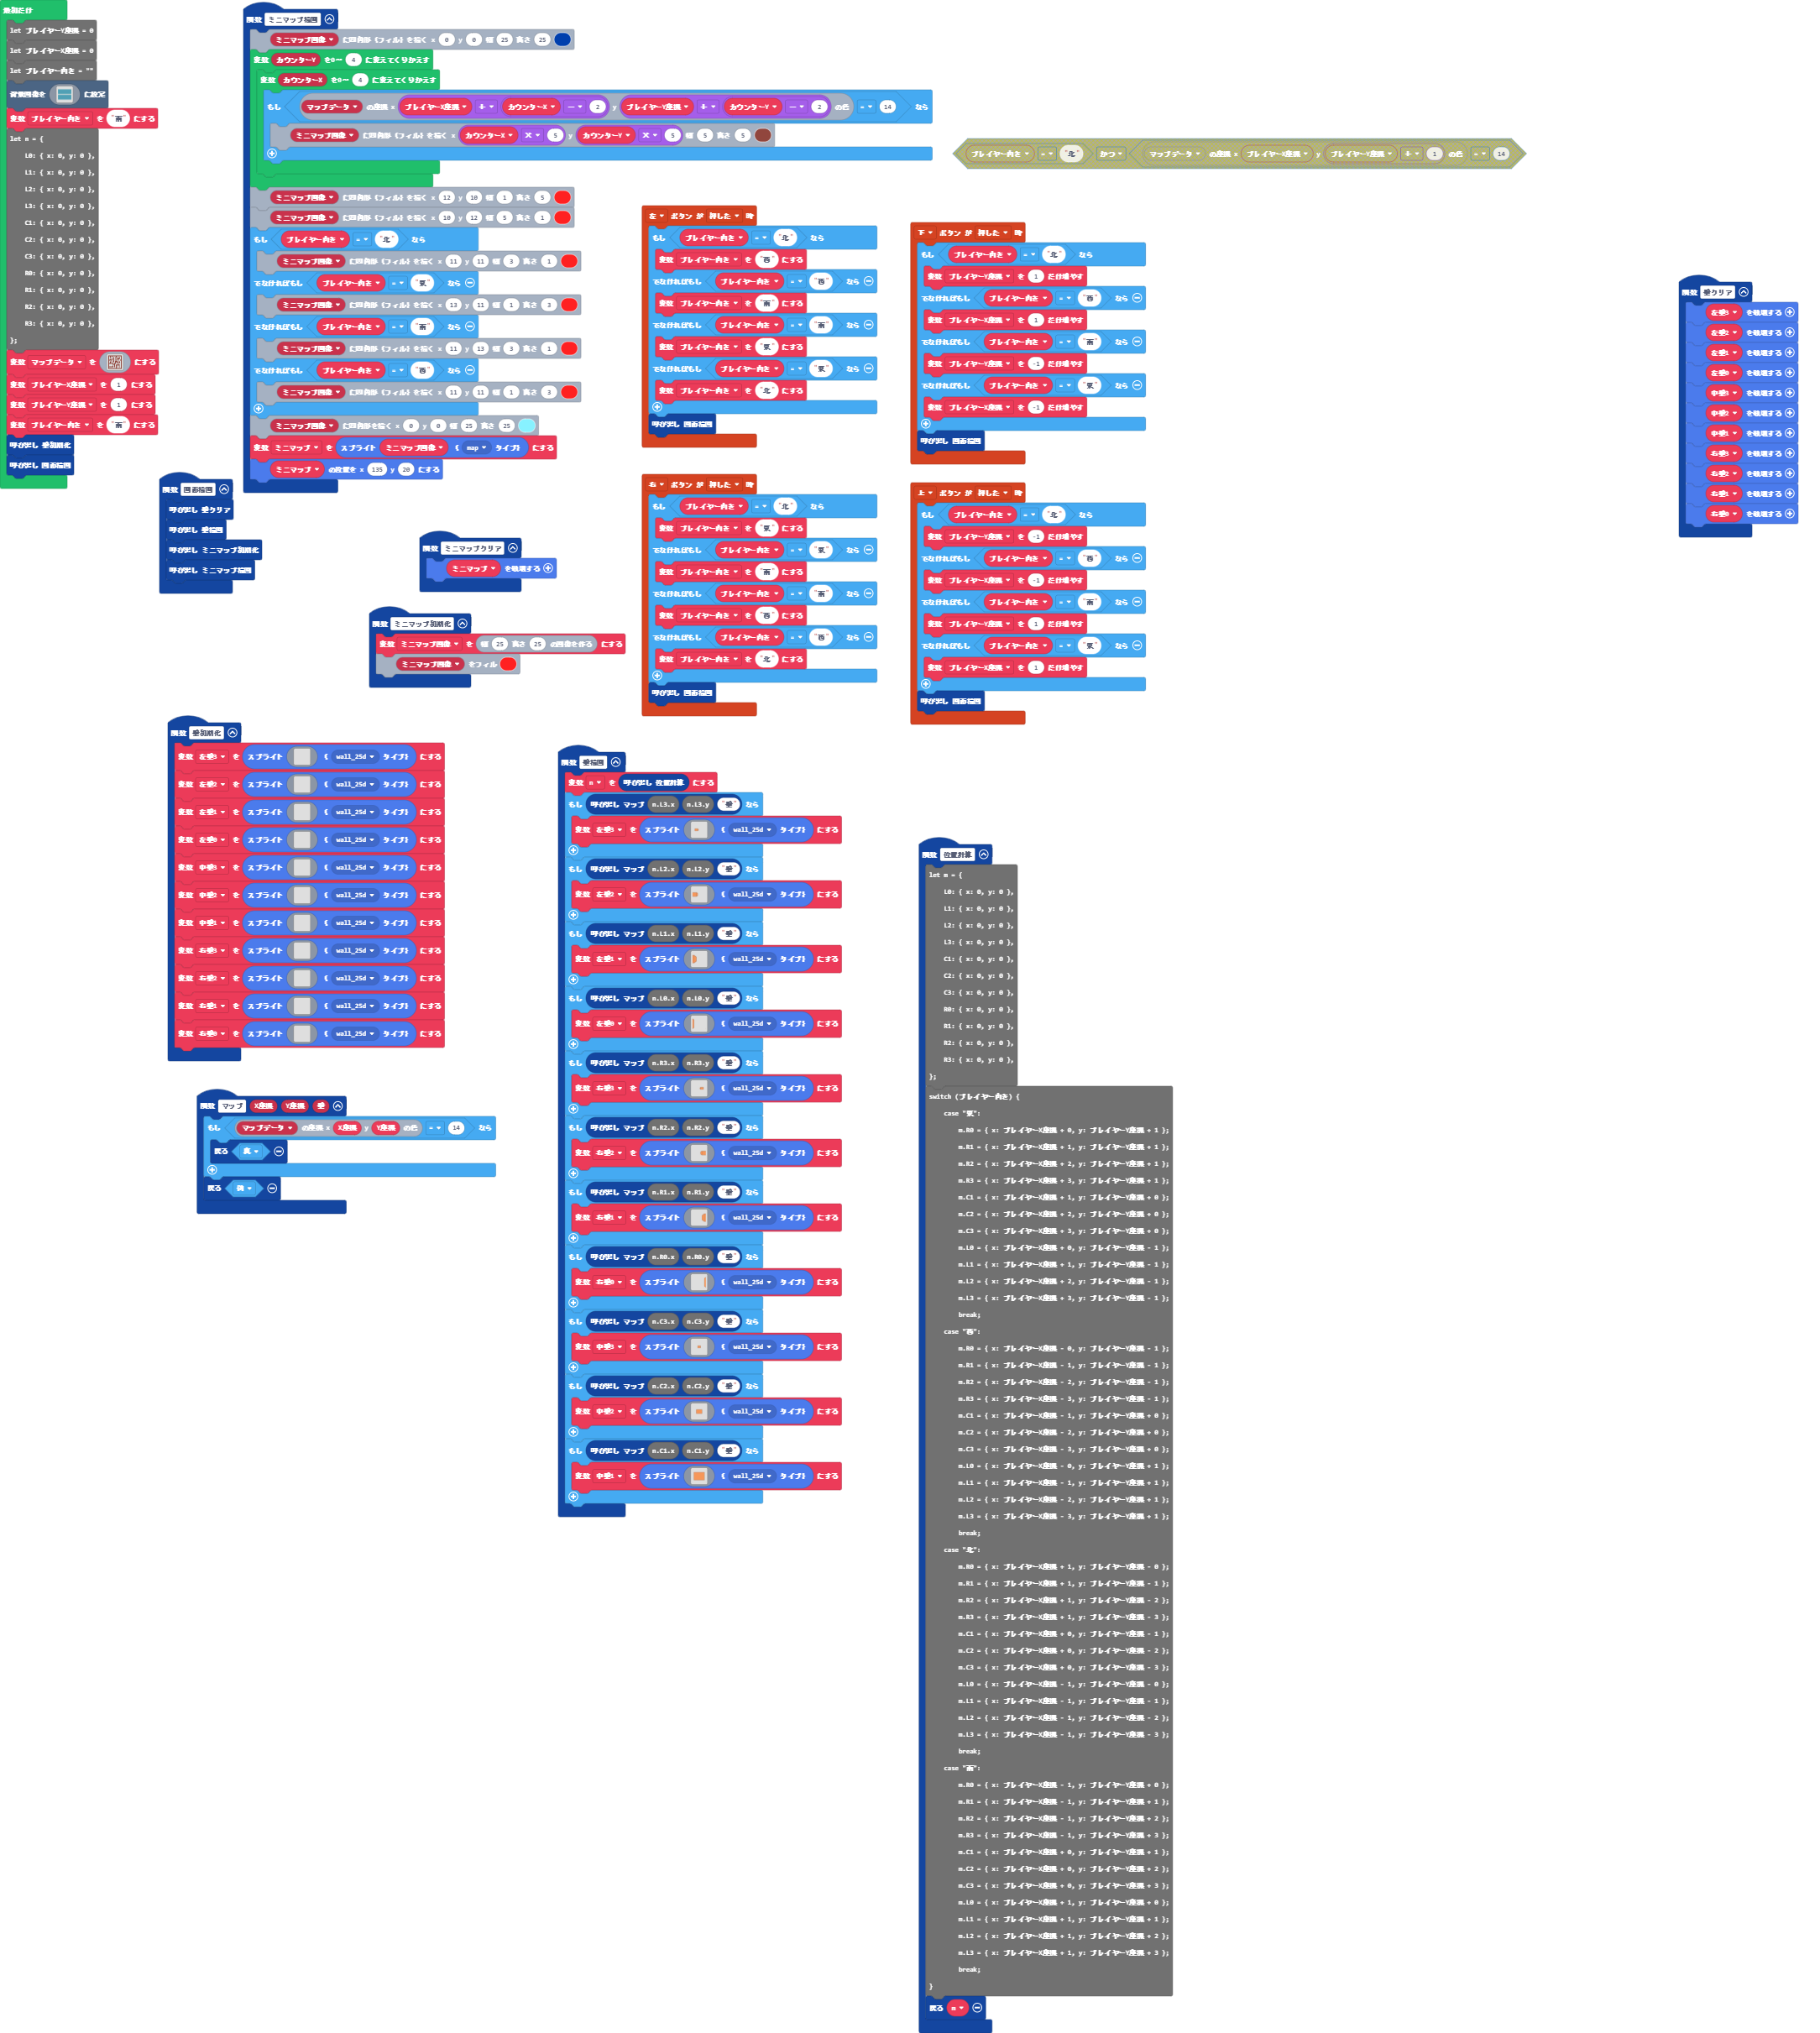 最初だけ
let プレイヤーY座標 = 0
let プレイヤーX座標 = 0
let プレイヤー向き = ""
背景画像を に設定
変数 プレイヤー向き を "南" にする
let m = {
L0: { x: 0, y: 0 },
L1: { x: 0, y: 0 },
L2: { x: 0, y: 0 },
L3: { x: 0, y: 0 },
C1: { x: 0, y: 0 },
C2: { x: 0, y: 0 },
C3: { x: 0, y: 0 },
R0: { x: 0, y: 0 },
R1: { x: 0, y: 0 },
R2: { x: 0, y: 0 },
R3: { x: 0, y: 0 },
};
変数 マップデータ を にする
変数 プレイヤーX座標 を 1 にする
変数 プレイヤーY座標 を 1 にする
変数 プレイヤー向き を "南" にする
呼び出し 壁初期化
呼び出し 画面描画
関数 ミニマップ描画
ミニマップ画像 に四角形 (フィル) を描く x 0 y 0 幅 25 高さ 25
変数 カウンターY を0~ 4 に変えてくりかえす
変数 カウンターX を0~ 4 に変えてくりかえす
もし マップデータ の座標 x プレイヤーX座標 + カウンターX - 2 y プレイヤーY座標 + カウンターY - 2 の色 = 14 なら
ミニマップ画像 に四角形 (フィル) を描く x カウンターX × 5 y カウンターY × 5 幅 5 高さ 5
ミニマップ画像 に四角形 (フィル) を描く x 12 y 10 幅 1 高さ 5
ミニマップ画像 に四角形 (フィル) を描く x 10 y 12 幅 5 高さ 1
もし プレイヤー向き = "北" なら
ミニマップ画像 に四角形 (フィル) を描く x 11 y 11 幅 3 高さ 1
でなければもし プレイヤー向き = "東" なら
ミニマップ画像 に四角形 (フィル) を描く x 13 y 11 幅 1 高さ 3
でなければもし プレイヤー向き = "南" なら
ミニマップ画像 に四角形 (フィル) を描く x 11 y 13 幅 3 高さ 1
でなければもし プレイヤー向き = "西" なら
ミニマップ画像 に四角形 (フィル) を描く x 11 y 11 幅 1 高さ 3
ミニマップ画像 に四角形を描く x 0 y 0 幅 25 高さ 25
変数 ミニマップ を スプライト ミニマップ画像 ( map タイプ) にする
ミニマップ の位置を x 135 y 20 にする
プレイヤー向き = "北" かつ マップデータ の座標 x プレイヤーX座標 y プレイヤーY座標 + 1 の色 = 14
左 ボタン が 押した 時
もし プレイヤー向き = "北" なら
変数 プレイヤー向き を "西" にする
でなければもし プレイヤー向き = "西" なら
変数 プレイヤー向き を "南" にする
でなければもし プレイヤー向き = "南" なら
変数 プレイヤー向き を "東" にする
でなければもし プレイヤー向き = "東" なら
変数 プレイヤー向き を "北" にする
呼び出し 画面描画
下 ボタン が 押した 時
もし プレイヤー向き = "北" なら
変数 プレイヤーY座標 を 1 だけ増やす
でなければもし プレイヤー向き = "西" なら
変数 プレイヤーX座標 を 1 だけ増やす
でなければもし プレイヤー向き = "南" なら
変数 プレイヤーY座標 を -1 だけ増やす
でなければもし プレイヤー向き = "東" なら
変数 プレイヤーX座標 を -1 だけ増やす
呼び出し 画面描画
関数 壁クリア
左壁3 を破壊する
左壁2 を破壊する
左壁1 を破壊する
左壁0 を破壊する
中壁3 を破壊する
中壁2 を破壊する
中壁1 を破壊する
右壁3 を破壊する
右壁2 を破壊する
右壁1 を破壊する
右壁0 を破壊する
関数 画面描画
呼び出し 壁クリア
呼び出し 壁描画
呼び出し ミニマップ初期化
呼び出し ミニマップ描画
関数 ミニマップクリア
ミニマップ を破壊する
関数 ミニマップ初期化
変数 ミニマップ画像 を 幅 25 高さ 25 の画像を作る にする
ミニマップ画像 をフィル
右 ボタン が 押した 時
もし プレイヤー向き = "北" なら
変数 プレイヤー向き を "東" にする
でなければもし プレイヤー向き = "東" なら
変数 プレイヤー向き を "南" にする
でなければもし プレイヤー向き = "南" なら
変数 プレイヤー向き を "西" にする
でなければもし プレイヤー向き = "西" なら
変数 プレイヤー向き を "北" にする
呼び出し 画面描画
上 ボタン が 押した 時
もし プレイヤー向き = "北" なら
変数 プレイヤーY座標 を -1 だけ増やす
でなければもし プレイヤー向き = "西" なら
変数 プレイヤーX座標 を -1 だけ増やす
でなければもし プレイヤー向き = "南" なら
変数 プレイヤーY座標 を 1 だけ増やす
でなければもし プレイヤー向き = "東" なら
変数 プレイヤーX座標 を 1 だけ増やす
呼び出し 画面描画
関数 壁初期化
変数 左壁3 を スプライト ( wall_25d タイプ) にする
変数 左壁2 を スプライト ( wall_25d タイプ) にする
変数 左壁1 を スプライト ( wall_25d タイプ) にする
変数 左壁0 を スプライト ( wall_25d タイプ) にする
変数 中壁3 を スプライト ( wall_25d タイプ) にする
変数 中壁2 を スプライト ( wall_25d タイプ) にする
変数 中壁1 を スプライト ( wall_25d タイプ) にする
変数 右壁3 を スプライト ( wall_25d タイプ) にする
変数 右壁2 を スプライト ( wall_25d タイプ) にする
変数 右壁1 を スプライト ( wall_25d タイプ) にする
変数 右壁0 を スプライト ( wall_25d タイプ) にする
関数 マップ X座標 Y座標 壁
もし マップデータ の座標 x X座標 y Y座標 の色 = 14 なら
戻る 真
戻る 偽
関数 壁描画
変数 m を 呼び出し 位置計算 にする
もし 呼び出し マップ m.L3.x m.L3.y "壁" なら
変数 左壁3 を スプライト ( wall_25d タイプ) にする
もし 呼び出し マップ m.L2.x m.L2.y "壁" なら
変数 左壁2 を スプライト ( wall_25d タイプ) にする
もし 呼び出し マップ m.L1.x m.L1.y "壁" なら
変数 左壁1 を スプライト ( wall_25d タイプ) にする
もし 呼び出し マップ m.L0.x m.L0.y "壁" なら
変数 左壁0 を スプライト ( wall_25d タイプ) にする
もし 呼び出し マップ m.R3.x m.R3.y "壁" なら
変数 右壁3 を スプライト ( wall_25d タイプ) にする
もし 呼び出し マップ m.R2.x m.R2.y "壁" なら
変数 右壁2 を スプライト ( wall_25d タイプ) にする
もし 呼び出し マップ m.R1.x m.R1.y "壁" なら
変数 右壁1 を スプライト ( wall_25d タイプ) にする
もし 呼び出し マップ m.R0.x m.R0.y "壁" なら
変数 右壁0 を スプライト ( wall_25d タイプ) にする
もし 呼び出し マップ m.C3.x m.C3.y "壁" なら
変数 中壁3 を スプライト ( wall_25d タイプ) にする
もし 呼び出し マップ m.C2.x m.C2.y "壁" なら
変数 中壁2 を スプライト ( wall_25d タイプ) にする
もし 呼び出し マップ m.C1.x m.C1.y "壁" なら
変数 中壁1 を スプライト ( wall_25d タイプ) にする
関数 位置計算
let m = {
L0: { x: 0, y: 0 },
L1: { x: 0, y: 0 },
L2: { x: 0, y: 0 },
L3: { x: 0, y: 0 },
C1: { x: 0, y: 0 },
C2: { x: 0, y: 0 },
C3: { x: 0, y: 0 },
R0: { x: 0, y: 0 },
R1: { x: 0, y: 0 },
R2: { x: 0, y: 0 },
R3: { x: 0, y: 0 },
};
switch (プレイヤー向き) {
case "東":
m.R0 = { x: プレイヤーX座標 + 0, y: プレイヤーY座標 + 1 };
m.R1 = { x: プレイヤーX座標 + 1, y: プレイヤーY座標 + 1 };
m.R2 = { x: プレイヤーX座標 + 2, y: プレイヤーY座標 + 1 };
m.R3 = { x: プレイヤーX座標 + 3, y: プレイヤーY座標 + 1 };
m.C1 = { x: プレイヤーX座標 + 1, y: プレイヤーY座標 + 0 };
m.C2 = { x: プレイヤーX座標 + 2, y: プレイヤーY座標 + 0 };
m.C3 = { x: プレイヤーX座標 + 3, y: プレイヤーY座標 + 0 };
m.L0 = { x: プレイヤーX座標 + 0, y: プレイヤーY座標 - 1 };
m.L1 = { x: プレイヤーX座標 + 1, y: プレイヤーY座標 - 1 };
m.L2 = { x: プレイヤーX座標 + 2, y: プレイヤーY座標 - 1 };
m.L3 = { x: プレイヤーX座標 + 3, y: プレイヤーY座標 - 1 };
break;
case "西":
m.R0 = { x: プレイヤーX座標 - 0, y: プレイヤーY座標 - 1 };
m.R1 = { x: プレイヤーX座標 - 1, y: プレイヤーY座標 - 1 };
m.R2 = { x: プレイヤーX座標 - 2, y: プレイヤーY座標 - 1 };
m.R3 = { x: プレイヤーX座標 - 3, y: プレイヤーY座標 - 1 };
m.C1 = { x: プレイヤーX座標 - 1, y: プレイヤーY座標 + 0 };
m.C2 = { x: プレイヤーX座標 - 2, y: プレイヤーY座標 + 0 };
m.C3 = { x: プレイヤーX座標 - 3, y: プレイヤーY座標 + 0 };
m.L0 = { x: プレイヤーX座標 - 0, y: プレイヤーY座標 + 1 };
m.L1 = { x: プレイヤーX座標 - 1, y: プレイヤーY座標 + 1 };
m.L2 = { x: プレイヤーX座標 - 2, y: プレイヤーY座標 + 1 };
m.L3 = { x: プレイヤーX座標 - 3, y: プレイヤーY座標 + 1 };
break;
case "北":
m.R0 = { x: プレイヤーX座標 + 1, y: プレイヤーY座標 - 0 };
m.R1 = { x: プレイヤーX座標 + 1, y: プレイヤーY座標 - 1 };
m.R2 = { x: プレイヤーX座標 + 1, y: プレイヤーY座標 - 2 };
m.R3 = { x: プレイヤーX座標 + 1, y: プレイヤーY座標 - 3 };
m.C1 = { x: プレイヤーX座標 + 0, y: プレイヤーY座標 - 1 };
m.C2 = { x: プレイヤーX座標 + 0, y: プレイヤーY座標 - 2 };
m.C3 = { x: プレイヤーX座標 + 0, y: プレイヤーY座標 - 3 };
m.L0 = { x: プレイヤーX座標 - 1, y: プレイヤーY座標 - 0 };
m.L1 = { x: プレイヤーX座標 - 1, y: プレイヤーY座標 - 1 };
m.L2 = { x: プレイヤーX座標 - 1, y: プレイヤーY座標 - 2 };
m.L3 = { x: プレイヤーX座標 - 1, y: プレイヤーY座標 - 3 };
break;
case "南":
m.R0 = { x: プレイヤーX座標 - 1, y: プレイヤーY座標 + 0 };
m.R1 = { x: プレイヤーX座標 - 1, y: プレイヤーY座標 + 1 };
m.R2 = { x: プレイヤーX座標 - 1, y: プレイヤーY座標 + 2 };
m.R3 = { x: プレイヤーX座標 - 1, y: プレイヤーY座標 + 3 };
m.C1 = { x: プレイヤーX座標 + 0, y: プレイヤーY座標 + 1 };
m.C2 = { x: プレイヤーX座標 + 0, y: プレイヤーY座標 + 2 };
m.C3 = { x: プレイヤーX座標 + 0, y: プレイヤーY座標 + 3 };
m.L0 = { x: プレイヤーX座標 + 1, y: プレイヤーY座標 + 0 };
m.L1 = { x: プレイヤーX座標 + 1, y: プレイヤーY座標 + 1 };
m.L2 = { x: プレイヤーX座標 + 1, y: プレイヤーY座標 + 2 };
m.L3 = { x: プレイヤーX座標 + 1, y: プレイヤーY座標 + 3 };
break;
}
戻る m